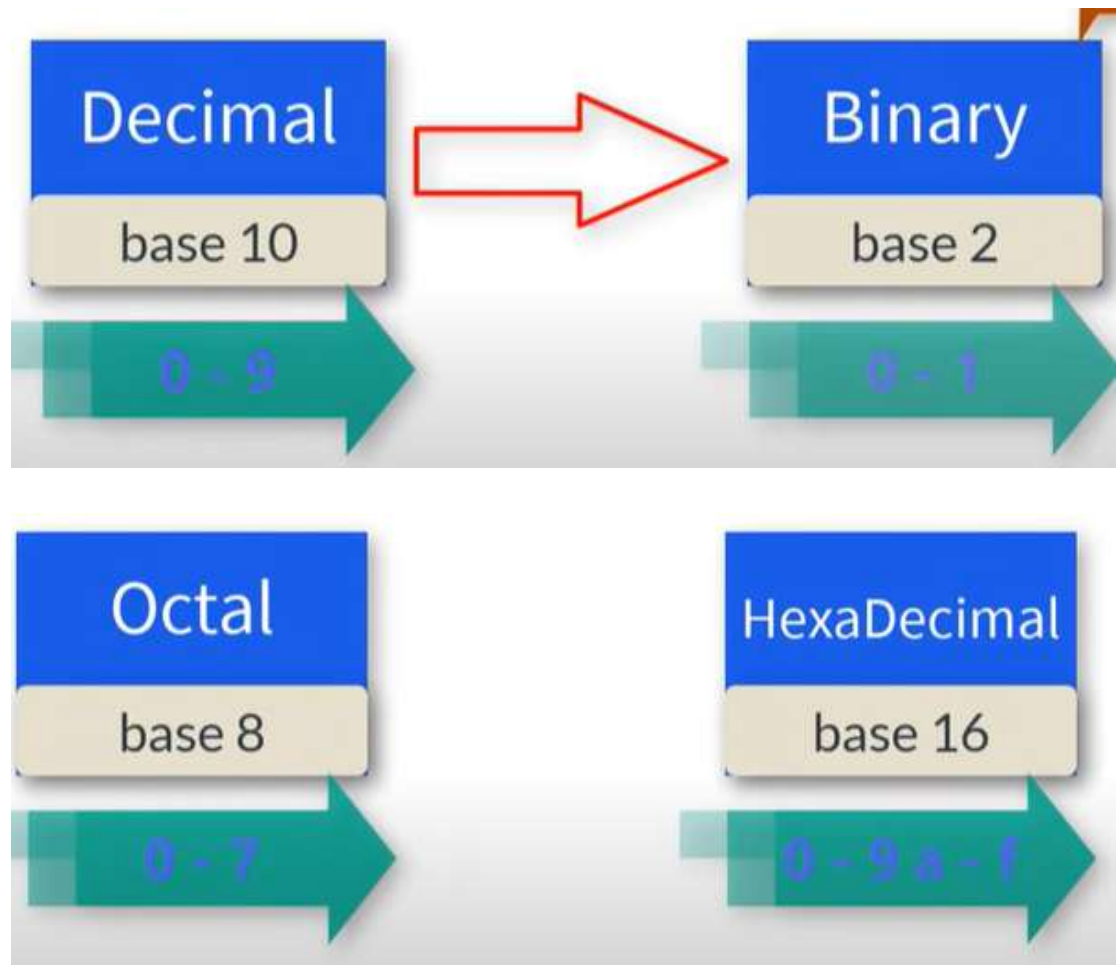 Decimal
Binary
base 10
base 2
0 - 9
0 - 1
Octal
HexaDecimal
base 8
base 16
0 - 7
0 - 9 a - f